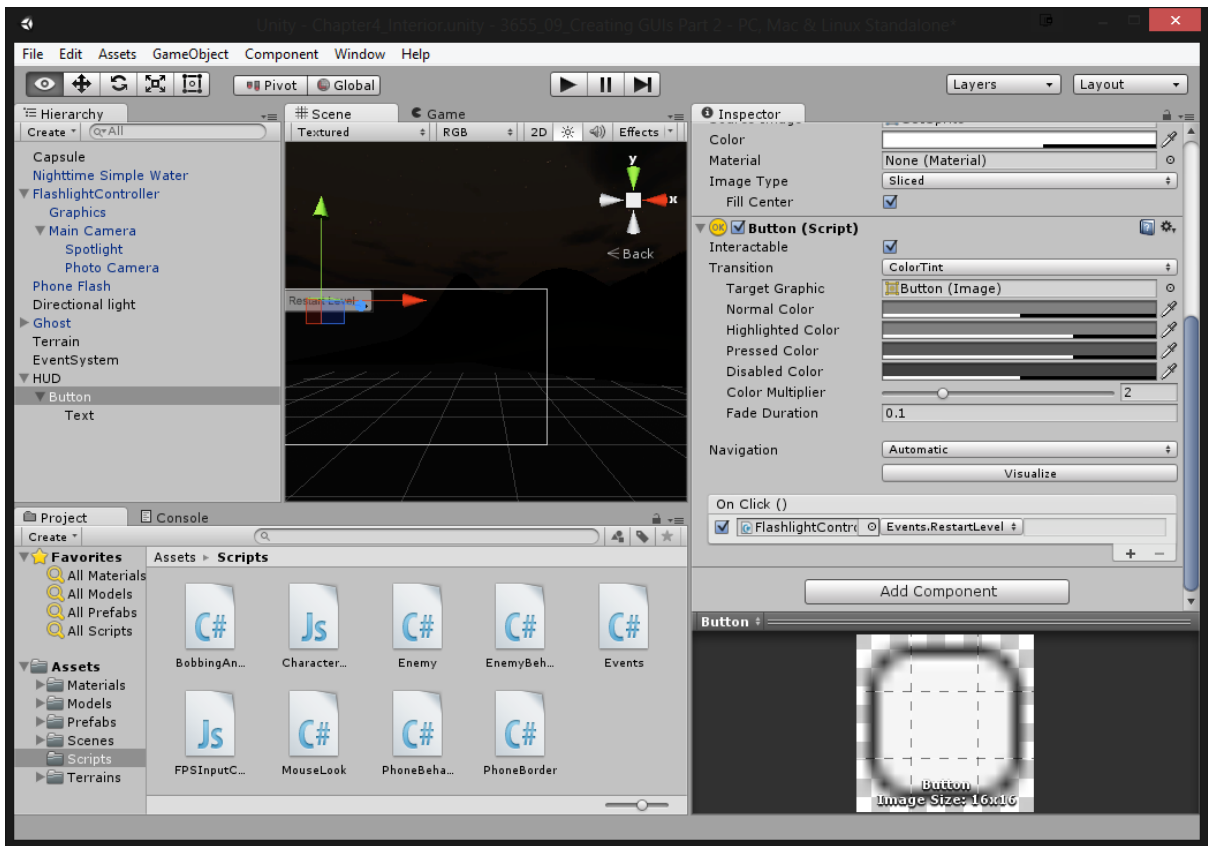 Unity - Chapter4_Interior.unity - 3655_09_Creating GUIs Part 2 - PC, Mac & Linux Standalone*
File Edit Assets GameObject Component Window Help
Pivot Global Layers Layout
Hierarchy
Create All
Capsule
Nighttime Simple Water
FlashlightController
Graphics
Main Camera
Spotlight
Photo Camera
Phone Flash
Directional light
Ghost
Terrain
EventSystem
HUD
Button
Text
Scene Game
Textured RGB 2D Effects
y
x
Back
Restart Level
Inspector
Color
Material None (Material)
Image Type Sliced
Fill Center
OK Button (Script)
Interactable
Transition ColorTint
Target Graphic Button (Image)
Normal Color
Highlighted Color
Pressed Color
Disabled Color
Color Multiplier 2
Fade Duration 0.1
Navigation Automatic
Visualize
On Click ()
FlashlightContro Events.RestartLevel
+ −
Add Component
Button
Button
Image Size: 16x16
Project Console
Create
Favorites
All Materials
All Models
All Prefabs
All Scripts
Assets
Materials
Models
Prefabs
Scenes
Scripts
Terrains
Assets Scripts
C# Js C# C# C#
BobbingAn... Character... Enemy EnemyBeh... Events
Js C# C# C#
FPSInputC... MouseLook PhoneBeha... PhoneBorder